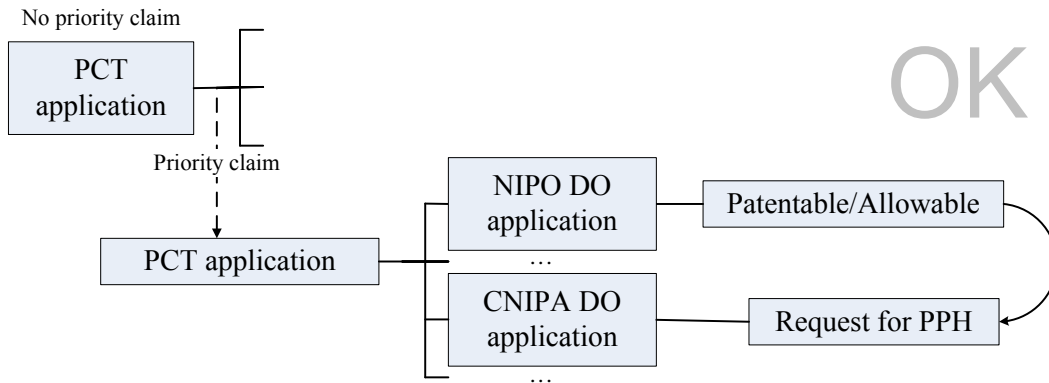 No priority claim
PCT
application
OK
Priority claim
NIPO DO
application
Patentable/Allowable
PCT application
...
CNIPA DO
application
Request for PPH
...